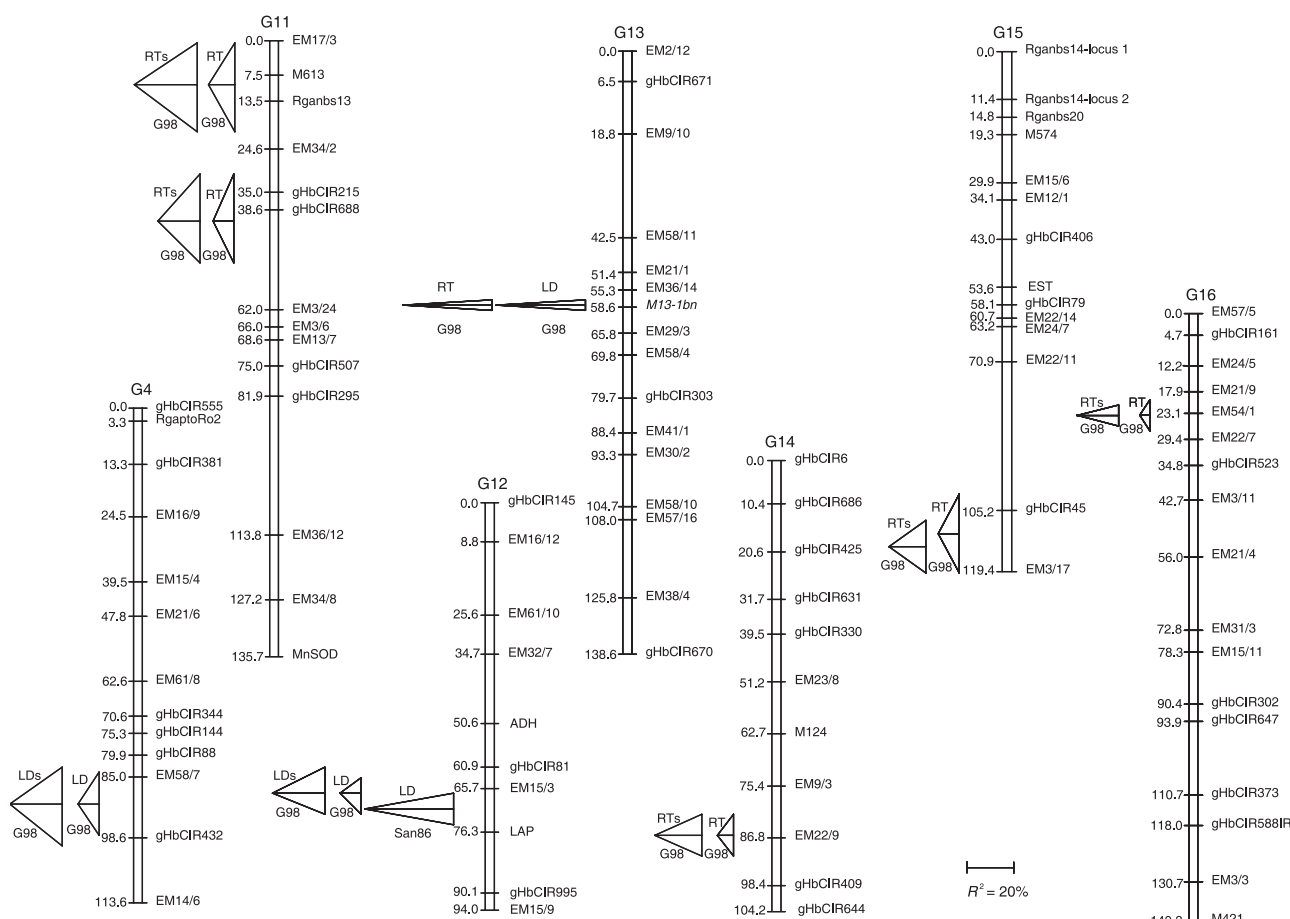 G11
0.0 EM17/3
7.5 M613
13.5 Rganbs13
24.6 EM34/2
35.0 gHbCIR215
38.6 gHbCIR688
62.0 EM3/24
66.0 EM3/6
68.6 EM13/7
75.0 gHbCIR507
81.9 gHbCIR295
113.8 EM36/12
127.2 EM34/8
135.7 MnSOD
RTs RT
G98 G98
RTs RT
G98 G98
G13
0.0 EM2/12
6.5 gHbCIR671
18.8 EM9/10
42.5 EM58/11
51.4 EM21/1
55.3 EM36/14
58.6 M13-1bn
65.8 EM29/3
69.8 EM58/4
79.7 gHbCIR303
88.4 EM41/1
93.3 EM30/2
104.7 EM58/10
108.0 EM57/16
125.8 EM38/4
138.6 gHbCIR670
RT LD
G98 G98
G15
0.0 Rganbs14-locus 1
11.4 Rganbs14-locus 2
14.8 Rganbs20
19.3 M574
29.9 EM15/6
34.1 EM12/1
43.0 gHbCIR406
53.6 EST
58.1 gHbCIR79
60.7 EM22/14
63.2 EM24/7
70.9 EM22/11
105.2 gHbCIR45
119.4 EM3/17
RTs RT
G98 G98
G16
0.0 EM57/5
4.7 gHbCIR161
12.2 EM24/5
17.9 EM21/9
23.1 EM54/1
29.4 EM22/7
34.8 gHbCIR523
42.7 EM3/11
56.0 EM21/4
72.8 EM31/3
78.3 EM15/11
90.4 gHbCIR302
93.9 gHbCIR647
110.7 gHbCIR373
118.0 gHbCIR588IR
130.7 EM3/3
M421
RTs RT
G98 G98
G4
0.0 gHbCIR555
3.3 RgaptoRo2
13.3 gHbCIR381
24.5 EM16/9
39.5 EM15/4
47.8 EM21/6
62.6 EM61/8
70.6 gHbCIR344
75.3 gHbCIR144
79.9 gHbCIR88
85.0 EM58/7
98.6 gHbCIR432
113.6 EM14/6
LDs LD
G98 G98
G12
0.0 gHbCIR145
8.8 EM16/12
25.6 EM61/10
34.7 EM32/7
50.6 ADH
60.9 gHbCIR81
65.7 EM15/3
76.3 LAP
90.1 gHbCIR995
94.0 EM15/9
LDs LD LD
G98 G98 San86
G14
0.0 gHbCIR6
10.4 gHbCIR686
20.6 gHbCIR425
31.7 gHbCIR631
39.5 gHbCIR330
51.2 EM23/8
62.7 M124
75.4 EM9/3
86.8 EM22/9
98.4 gHbCIR409
104.2 gHbCIR644
RTs RT
G98 G98
R² = 20%